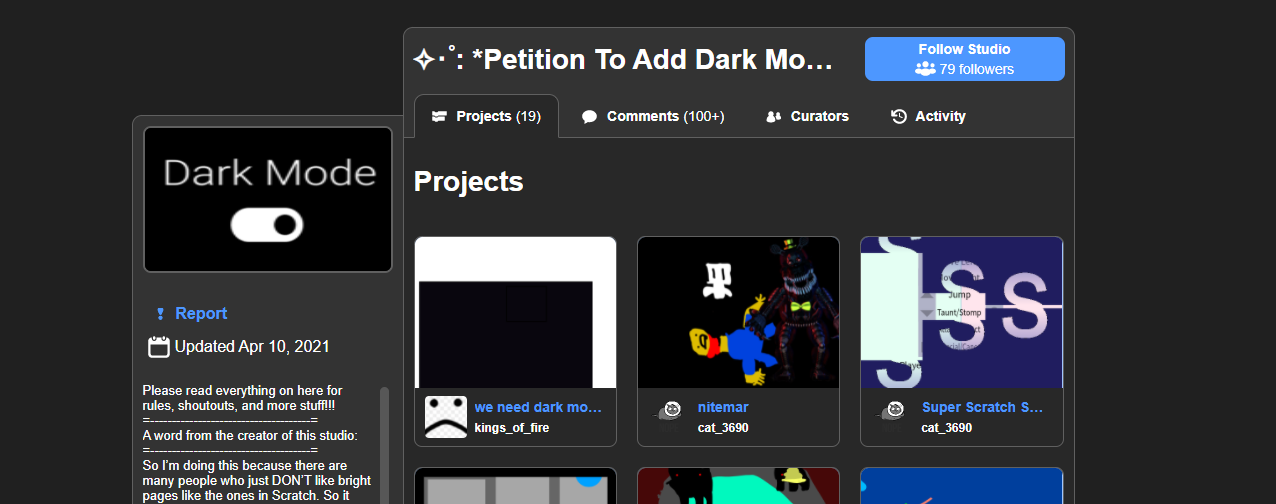 ✧･ﾟ: *Petition To Add Dark Mo…
Follow Studio
79 followers
Projects (19)
Comments (100+)
Curators
Activity
Dark Mode
Report
Updated Apr 10, 2021
Please read everything on here for
rules, shoutouts, and more stuff!!!
=--------------------------------------=
A word from the creator of this studio:
=--------------------------------------=
So I'm doing this because there are
many people who just DON'T like bright
pages like the ones in Scratch. So it
Projects
we need dark mo…
kings_of_fire
nitemar
cat_3690
S
S
S
S
Jump
Taunt/Stomp
Super Scratch S…
cat_3690